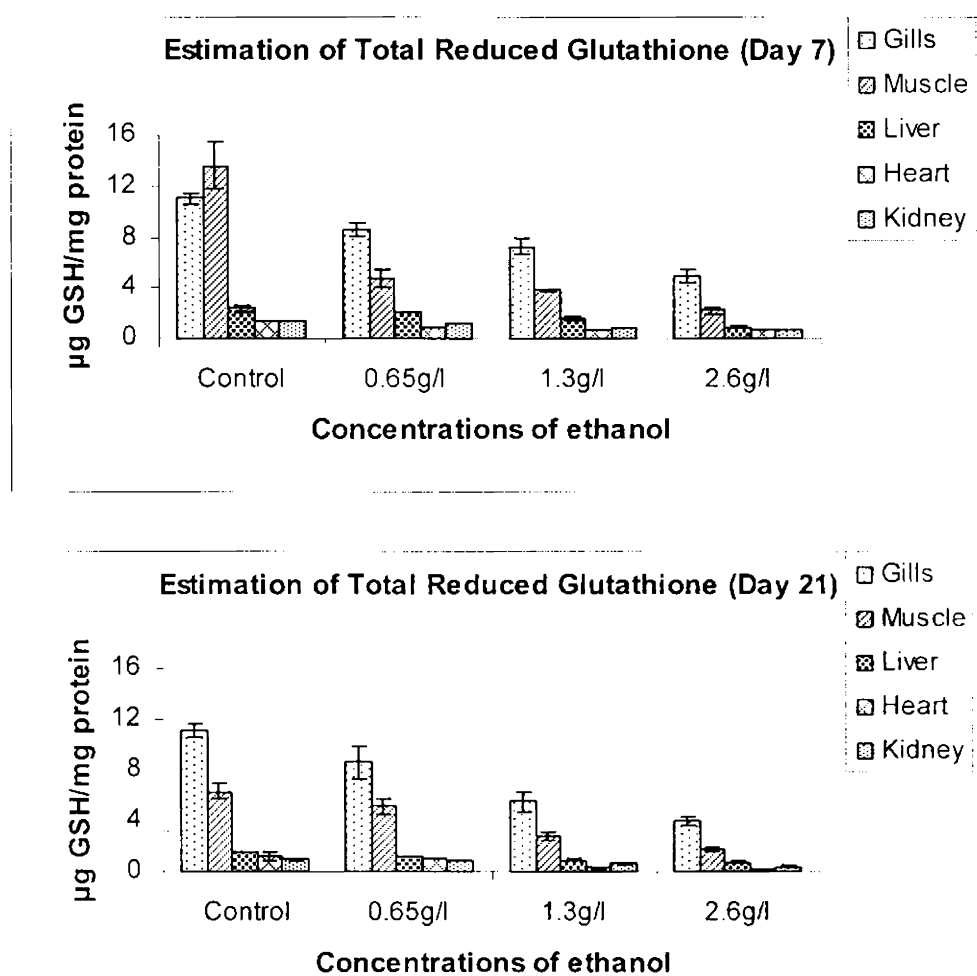 Estimation of Total Reduced Glutathione (Day 7)
Gills
Muscle
Liver
Heart
Kidney
µg GSH/mg protein
16
12
8
4
0
Control 0.65g/l 1.3g/l 2.6g/l
Concentrations of ethanol
Estimation of Total Reduced Glutathione (Day 21)
Gills
Muscle
Liver
Heart
Kidney
µg GSH/mg protein
16
12
8
4
0
Control 0.65g/l 1.3g/l 2.6g/l
Concentrations of ethanol